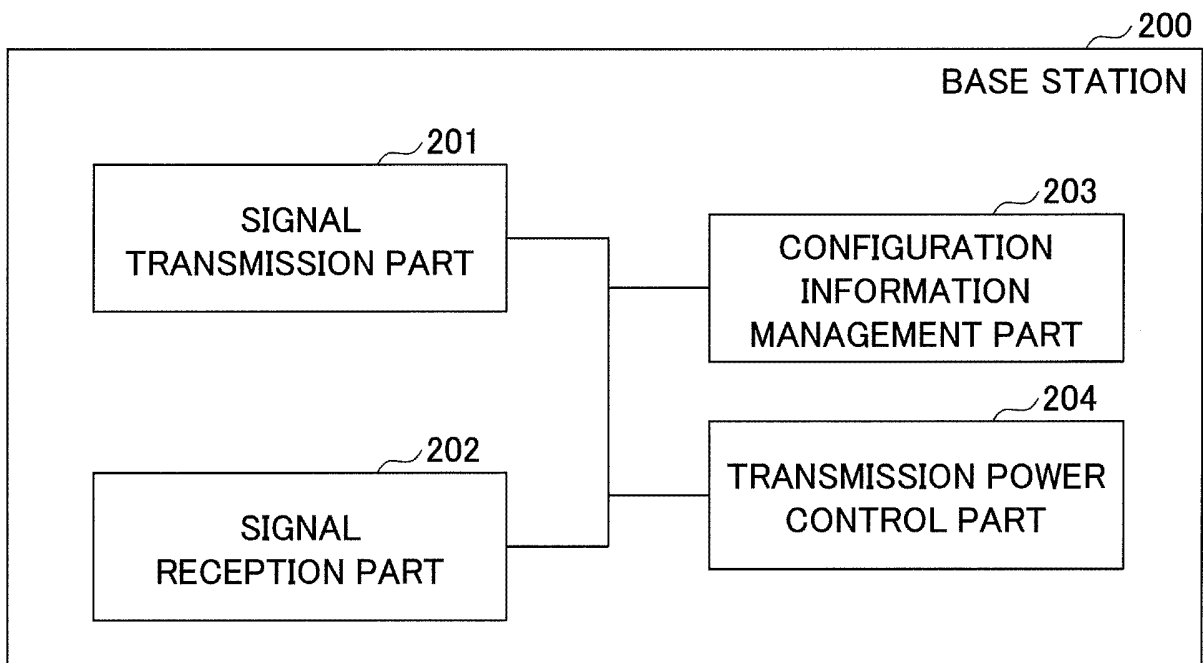 200
BASE STATION
201
SIGNAL
TRANSMISSION PART
203
CONFIGURATION
INFORMATION
MANAGEMENT PART
202
SIGNAL
RECEPTION PART
204
TRANSMISSION POWER
CONTROL PART